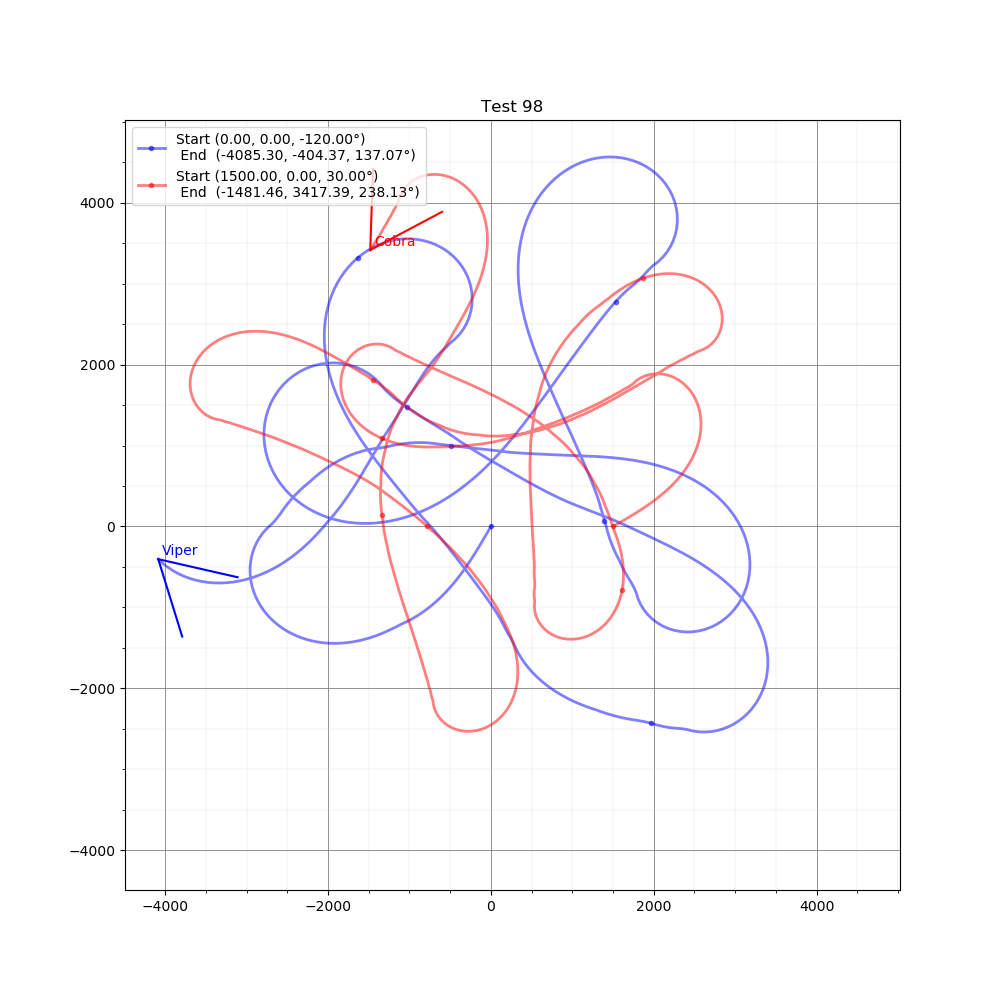 Test 98
Start (0.00, 0.00, -120.00°)
End  (-4085.30, -404.37, 137.07°)
Start (1500.00, 0.00, 30.00°)
End  (-1481.46, 3417.39, 238.13°)
Cobra
Viper
4000
2000
0
−2000
−4000
−4000
−2000
0
2000
4000